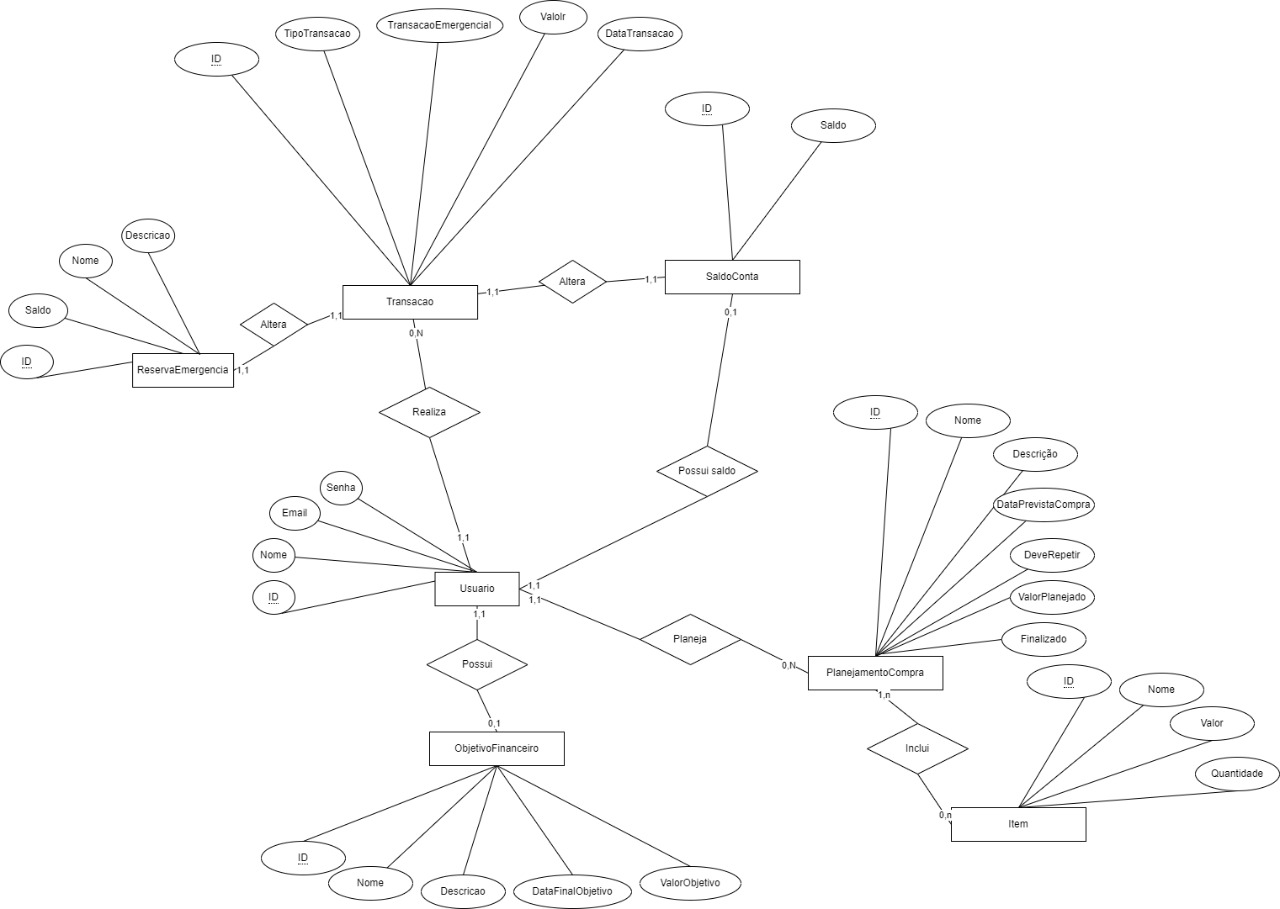 Valolr
TransacaoEmergencial
TipoTransacao
DataTransacao
ID
ID
Saldo
Descricao
Nome
SaldoConta
Altera
1,1
1,1
Transacao
Saldo
Altera
1,1
0,1
0,N
ID
ReservaEmergencia
1,1
Realiza
ID
Nome
Descrição
Possui saldo
Senha
DataPrevistaCompra
Email
1,1
Nome
DeveRepetir
Usuario
1,1
ID
1,1
ValorPlanejado
1,1
Planeja
Finalizado
Possui
0,N
PlanejamentoCompra
ID
Nome
1,n
0,1
Valor
ObjetivoFinanceiro
Inclui
Quantidade
0,n
Item
ID
Nome
Descricao
DataFinalObjetivo
ValorObjetivo